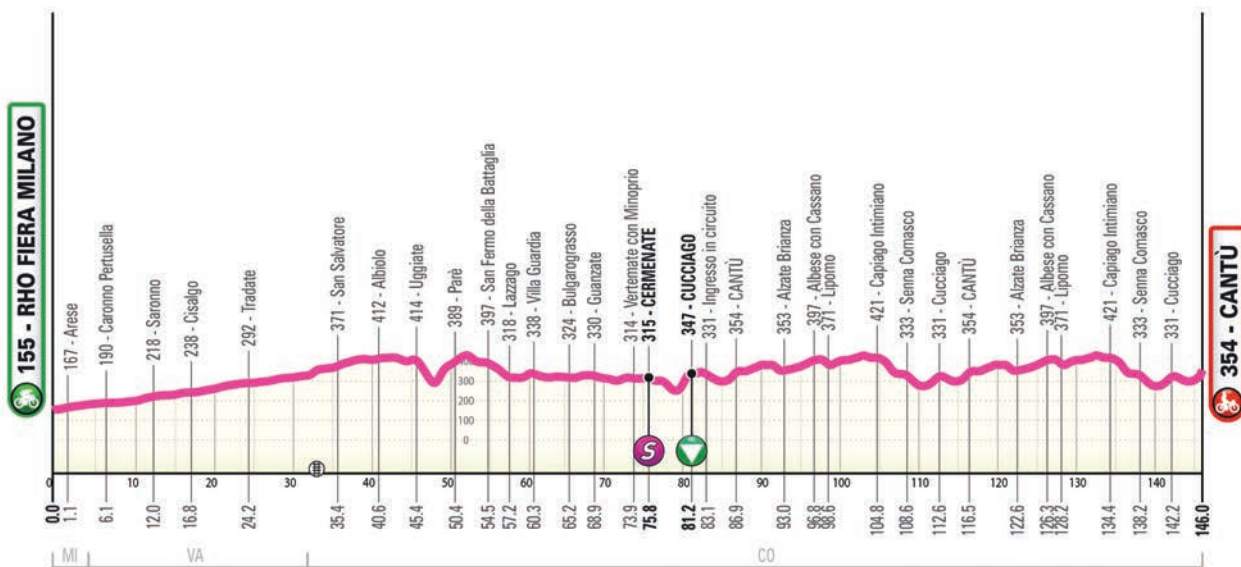 155 - RHO FIERA MILANO
167 - Arese
190 - Caronno Pertusella
218 - Saronno
238 - Cisalgo
292 - Tradate
371 - San Salvatore
412 - Albiolo
414 - Uggiate
389 - Parè
397 - San Fermo della Battaglia
318 - Lazzago
338 - Villa Guardia
324 - Bulgarograsso
330 - Guanzate
314 - Vertemate con Minoprio
315 - CERMENATE
347 - CUCCIAGO
331 - Ingresso in circuito
354 - CANTÙ
353 - Alzate Brianza
397 - Albese con Cassano
371 - Lipomo
421 - Capiago Intimiano
333 - Senna Comasco
331 - Cucciago
354 - CANTÙ
353 - Alzate Brianza
397 - Albese con Cassano
371 - Lipomo
421 - Capiago Intimiano
333 - Senna Comasco
331 - Cucciago
354 - CANTÙ
400
300
200
100
0
S
0 10 20 30 40 50 60 70 80 90 100 110 120 130 140
0.0 1.1 6.1 12.0 16.8 24.2 35.4 40.6 45.4 50.4 54.5 57.2 60.3 65.2 68.9 73.9 75.8 81.2 83.1 86.9 93.0 96.8 98.6 104.8 108.6 112.6 116.5 122.6 126.3 128.2 134.4 138.2 142.2 146.0
MI VA CO